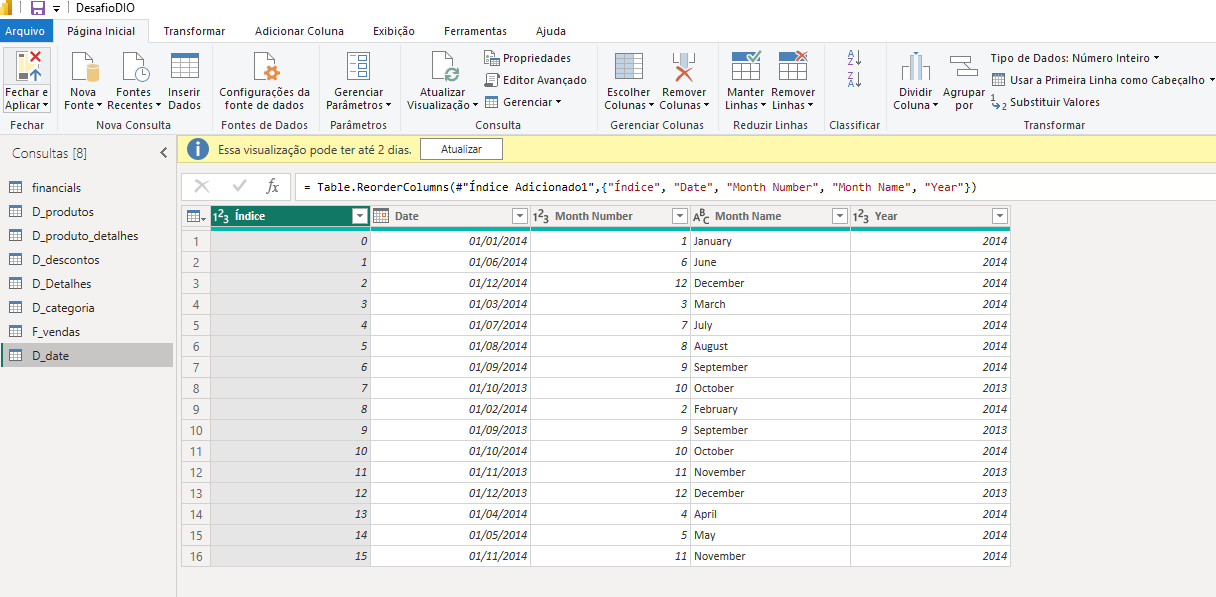 DesafioDIO
Arquivo Página Inicial Transformar Adicionar Coluna Exibição Ferramentas Ajuda
Fechar e Aplicar
Fechar
Nova Fonte
Fontes Recentes
Inserir Dados
Nova Consulta
Configurações da fonte de dados
Fontes de Dados
Gerenciar Parâmetros
Parâmetros
Atualizar Visualização
Propriedades
Editor Avançado
Gerenciar
Consulta
Escolher Colunas
Remover Colunas
Gerenciar Colunas
Manter Linhas
Remover Linhas
Reduzir Linhas
Classificar
Dividir Coluna
Agrupar por
Tipo de Dados: Número Inteiro
Usar a Primeira Linha como Cabeçalho
Substituir Valores
Transformar
Consultas [8]
financials
D_produtos
D_produto_detalhes
D_descontos
D_Detalhes
D_categoria
F_vendas
D_date
Essa visualização pode ter até 2 dias. Atualizar
fx = Table.ReorderColumns(#"Índice Adicionado1",{"Índice", "Date", "Month Number", "Month Name", "Year"})
123 Índice Date 123 Month Number ABC Month Name 123 Year
1 0 01/01/2014 1 January 2014
2 1 01/06/2014 6 June 2014
3 2 01/12/2014 12 December 2014
4 3 01/03/2014 3 March 2014
5 4 01/07/2014 7 July 2014
6 5 01/08/2014 8 August 2014
7 6 01/09/2014 9 September 2014
8 7 01/10/2013 10 October 2013
9 8 01/02/2014 2 February 2014
10 9 01/09/2013 9 September 2013
11 10 01/10/2014 10 October 2014
12 11 01/11/2013 11 November 2013
13 12 01/12/2013 12 December 2013
14 13 01/04/2014 4 April 2014
15 14 01/05/2014 5 May 2014
16 15 01/11/2014 11 November 2014